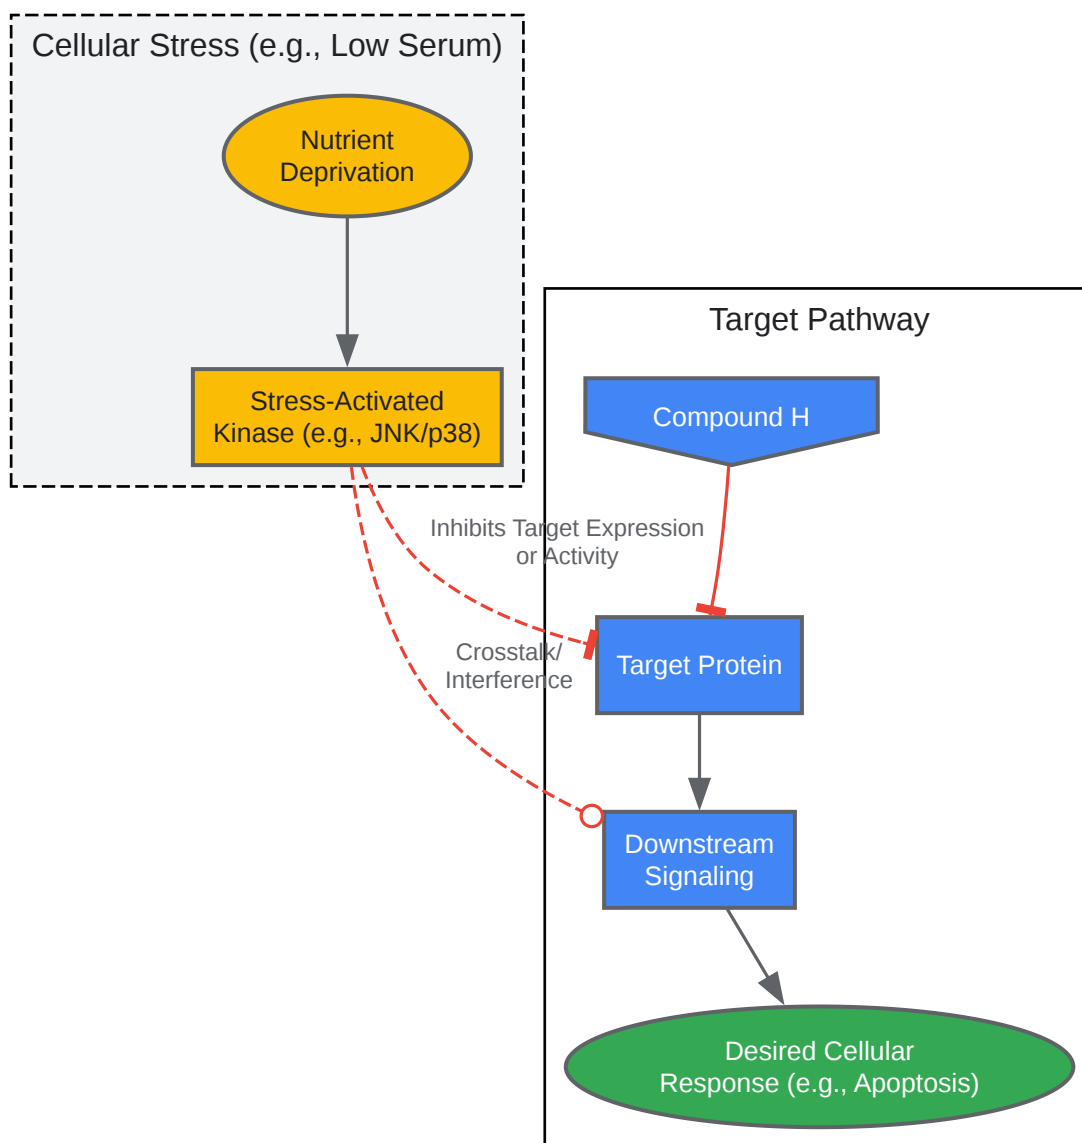 Cellular Stress (e.g., Low Serum)
Nutrient
Deprivation
Stress-Activated
Kinase (e.g., JNK/p38)
Target Pathway
Compound H
Inhibits Target Expression
or Activity
Crosstalk/
Interference
Target Protein
Downstream
Signaling
Desired Cellular
Response (e.g., Apoptosis)